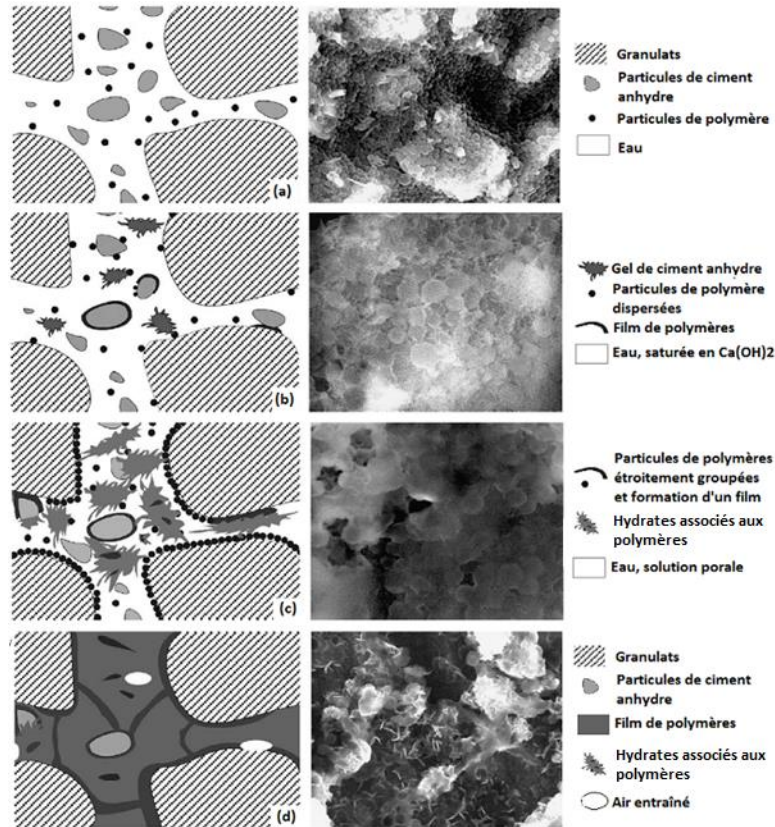 Granulats
Particules de ciment
anhydre
Particules de polymère
Eau
(a)
Gel de ciment anhydre
Particules de polymère
dispersées
Film de polymères
Eau, saturée en Ca(OH)2
(b)
Particules de polymères
étroitement groupées
et formation d'un film
Hydrates associés aux
polymères
Eau, solution porale
(c)
Granulats
Particules de ciment
anhydre
Film de polymères
Hydrates associés aux
polymères
Air entraîné
(d)